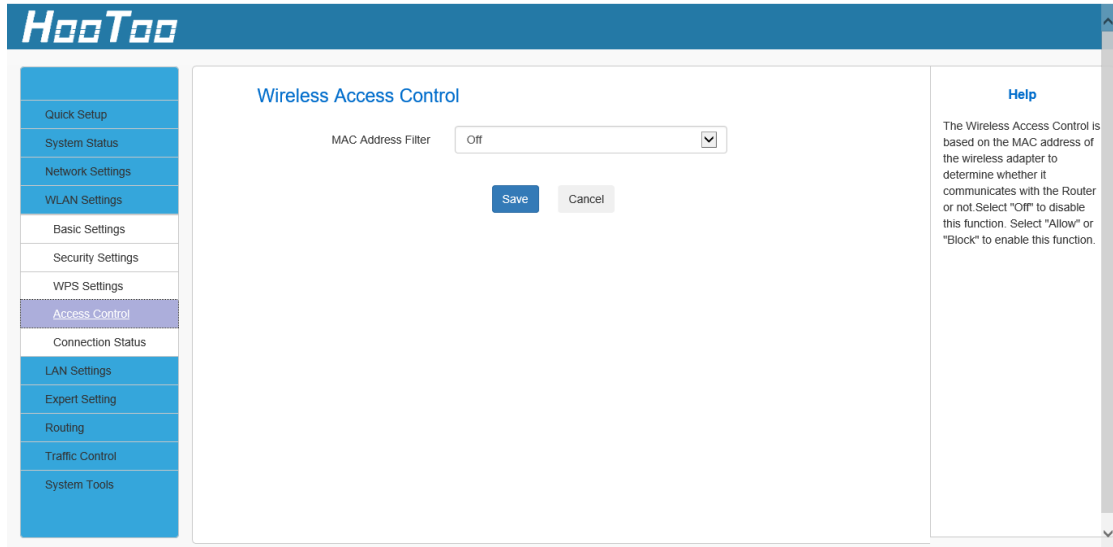 HooToo
Quick Setup
System Status
Network Settings
WLAN Settings
Basic Settings
Security Settings
WPS Settings
Access Control
Connection Status
LAN Settings
Expert Setting
Routing
Traffic Control
System Tools
Wireless Access Control
MAC Address Filter
Off
Save
Cancel
Help
The Wireless Access Control is
based on the MAC address of
the wireless adapter to
determine whether it
communicates with the Router
or not.Select "Off" to disable
this function. Select "Allow" or
"Block" to enable this function.